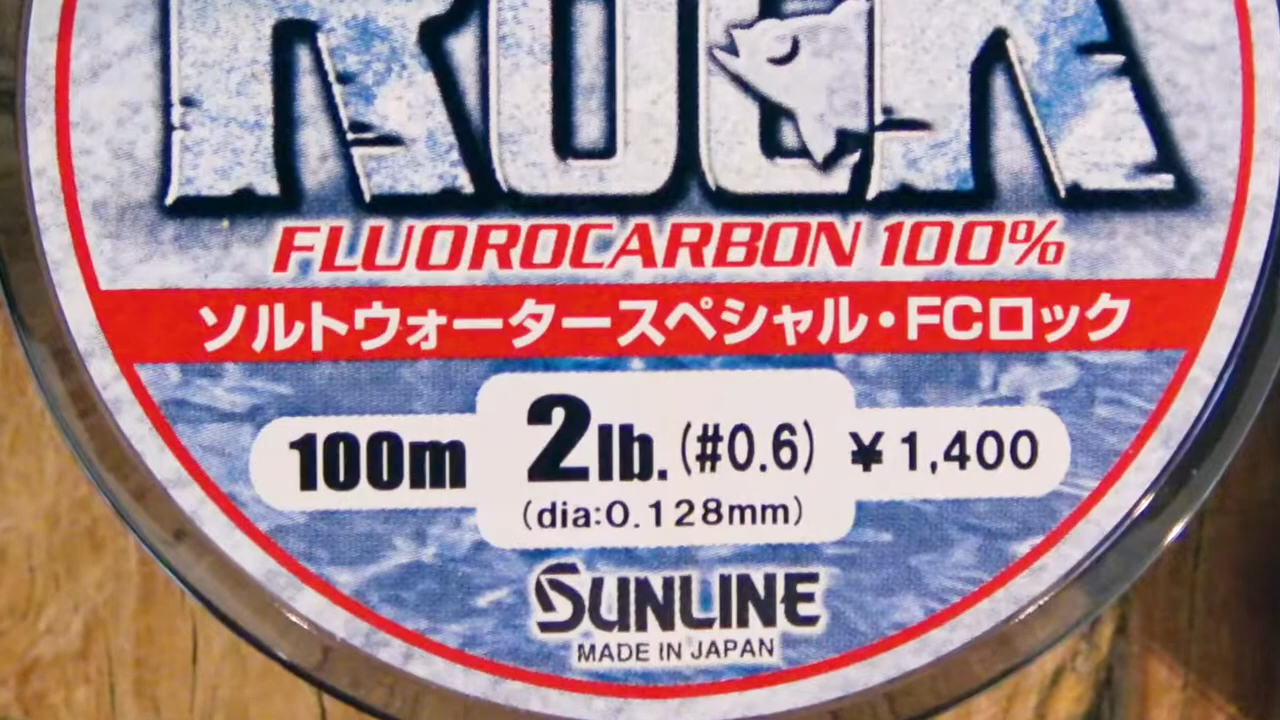 ROCK
FLUOROCARBON 100%
ソルトウォータースペシャル・FCロック
100m 2lb. (#0.6) ¥1,400
(dia:0.128mm)
SUNLINE
MADE IN JAPAN